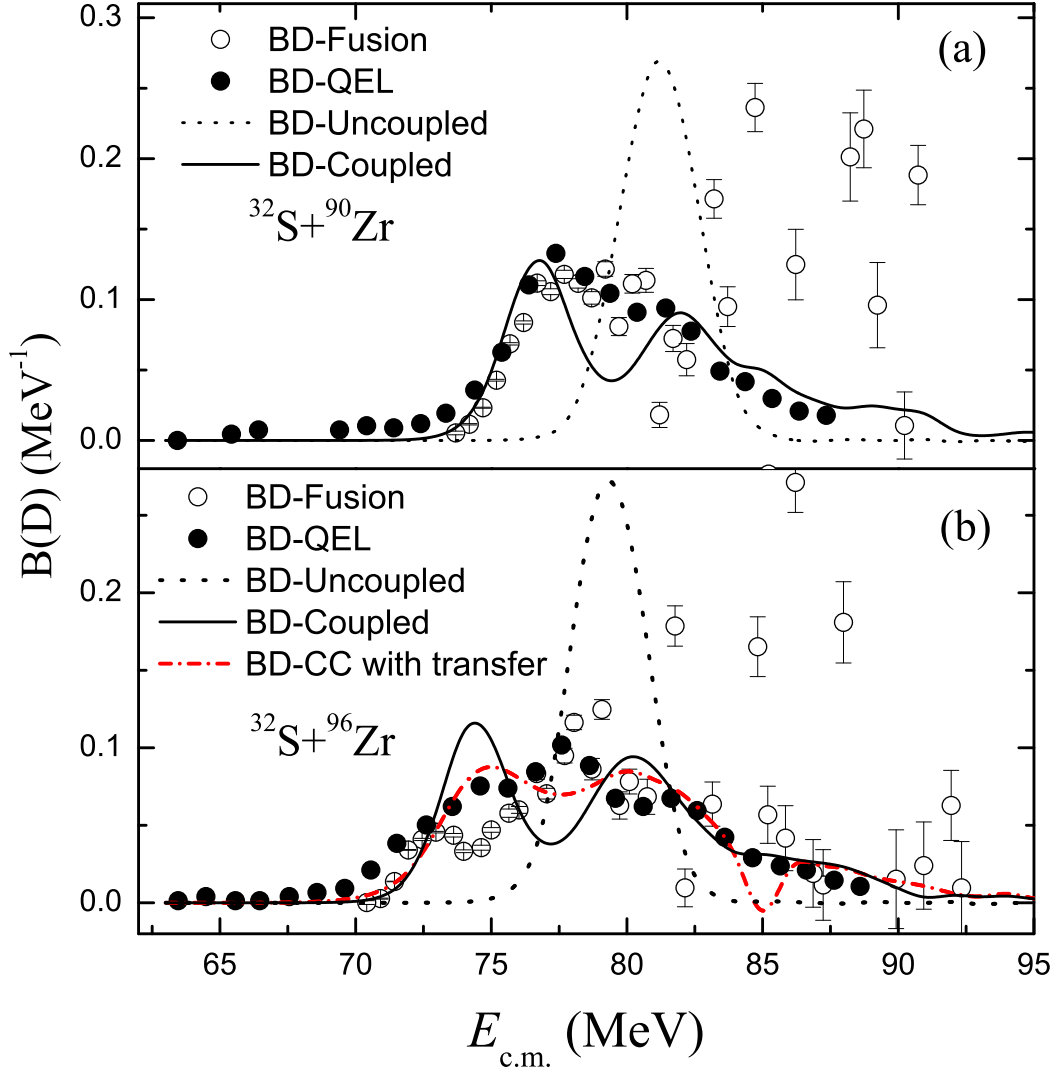 0.3
BD-Fusion
(a)
BD-QEL
BD-Uncoupled
0.2
BD-Coupled
³²S+⁹⁰Zr
0.1
0.0
B(D) (MeV⁻¹)
BD-Fusion
(b)
BD-QEL
BD-Uncoupled
0.2
BD-Coupled
BD-CC with transfer
³²S+⁹⁶Zr
0.1
0.0
65 70 75 80 85 90 95
E c.m. (MeV)